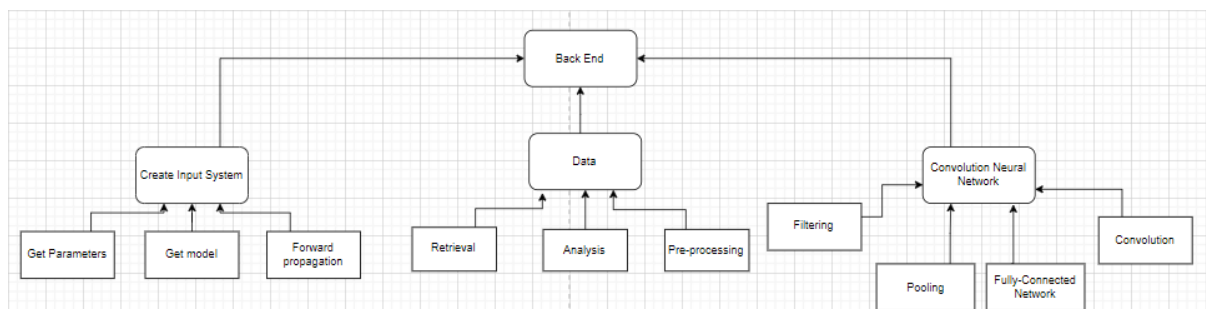 Back End
Create Input System
Data
Convolution Neural
Network
Get Parameters
Get model
Forward
propagation
Retrieval
Analysis
Pre-processing
Filtering
Pooling
Fully-Connected
Network
Convolution